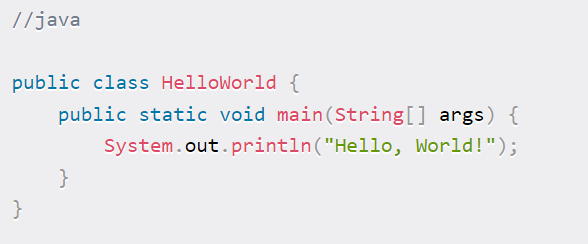 //java
public class HelloWorld {
    public static void main(String[] args) {
        System.out.println("Hello, World!");
    }
}